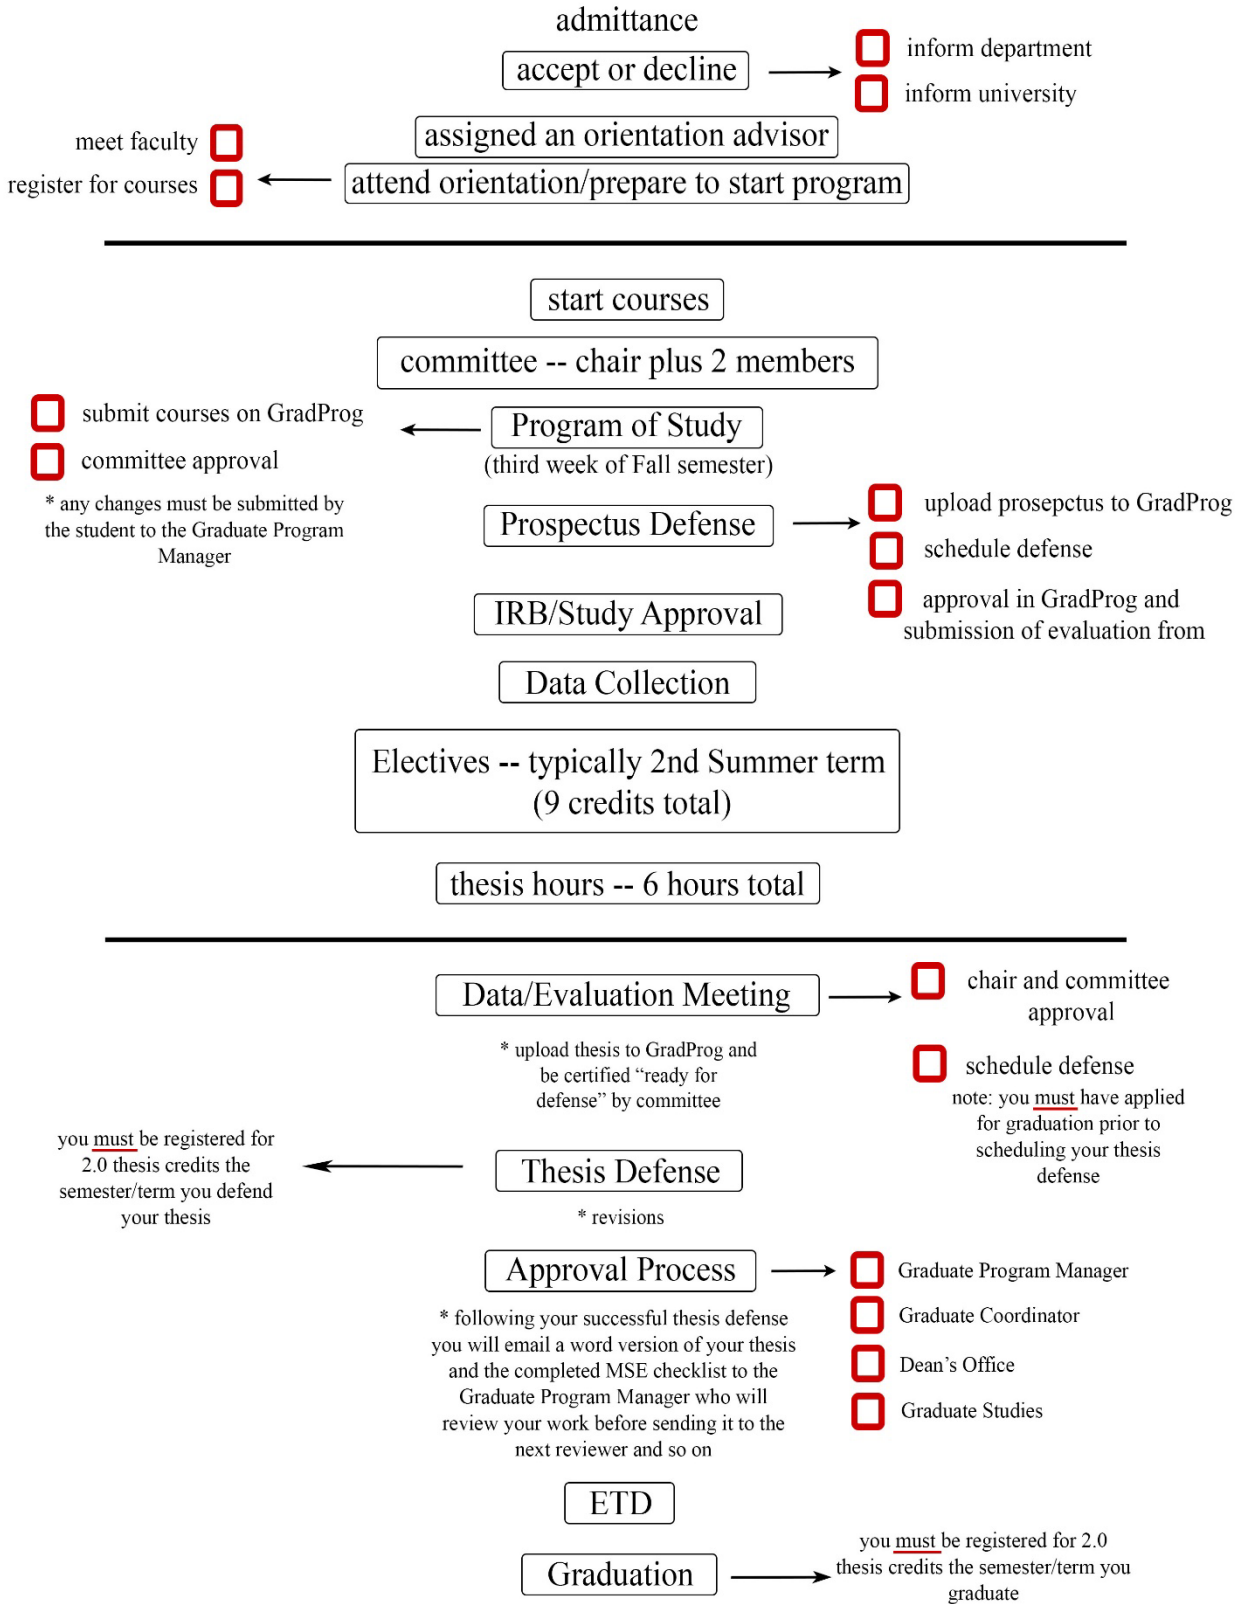 admittance
accept or decline
inform department
inform university
assigned an orientation advisor
meet faculty
register for courses
attend orientation/prepare to start program
start courses
committee -- chair plus 2 members
submit courses on GradProg
committee approval
* any changes must be submitted by
the student to the Graduate Program
Manager
Program of Study
(third week of Fall semester)
Prospectus Defense
upload prosepctus to GradProg
schedule defense
approval in GradProg and
submission of evaluation from
IRB/Study Approval
Data Collection
Electives -- typically 2nd Summer term
(9 credits total)
thesis hours -- 6 hours total
Data/Evaluation Meeting
* upload thesis to GradProg and
be certified “ready for
defense” by committee
chair and committee
approval
schedule defense
note: you must have applied
for graduation prior to
scheduling your thesis
defense
you must be registered for
2.0 thesis credits the
semester/term you defend
your thesis
Thesis Defense
* revisions
Approval Process
* following your successful thesis defense
you will email a word version of your thesis
and the completed MSE checklist to the
Graduate Program Manager who will
review your work before sending it to the
next reviewer and so on
Graduate Program Manager
Graduate Coordinator
Dean’s Office
Graduate Studies
ETD
Graduation
you must be registered for 2.0
thesis credits the semester/term you
graduate